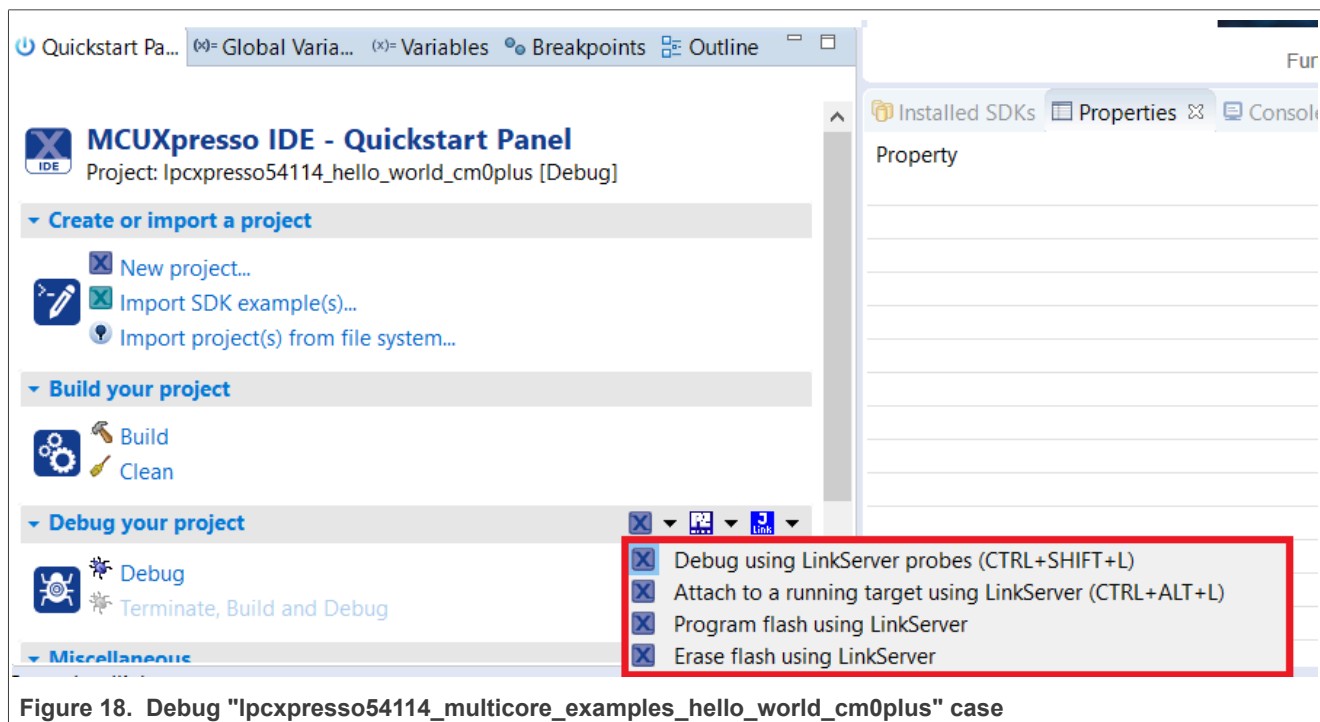 Quickstart Pa...
(x)= Global Varia...
(x)= Variables
Breakpoints
Outline
MCUXpresso IDE - Quickstart Panel
IDE
Project: lpcxpresso54114_hello_world_cm0plus [Debug]
Create or import a project
New project...
Import SDK example(s)...
Import project(s) from file system...
Build your project
Build
Clean
Debug your project
Link
Debug
Terminate, Build and Debug
Miscellaneous
Debug using LinkServer probes (CTRL+SHIFT+L)
Attach to a running target using LinkServer (CTRL+ALT+L)
Program flash using LinkServer
Erase flash using LinkServer
Installed SDKs
Properties
Console
Property
Figure 18. Debug "lpcxpresso54114_multicore_examples_hello_world_cm0plus" case